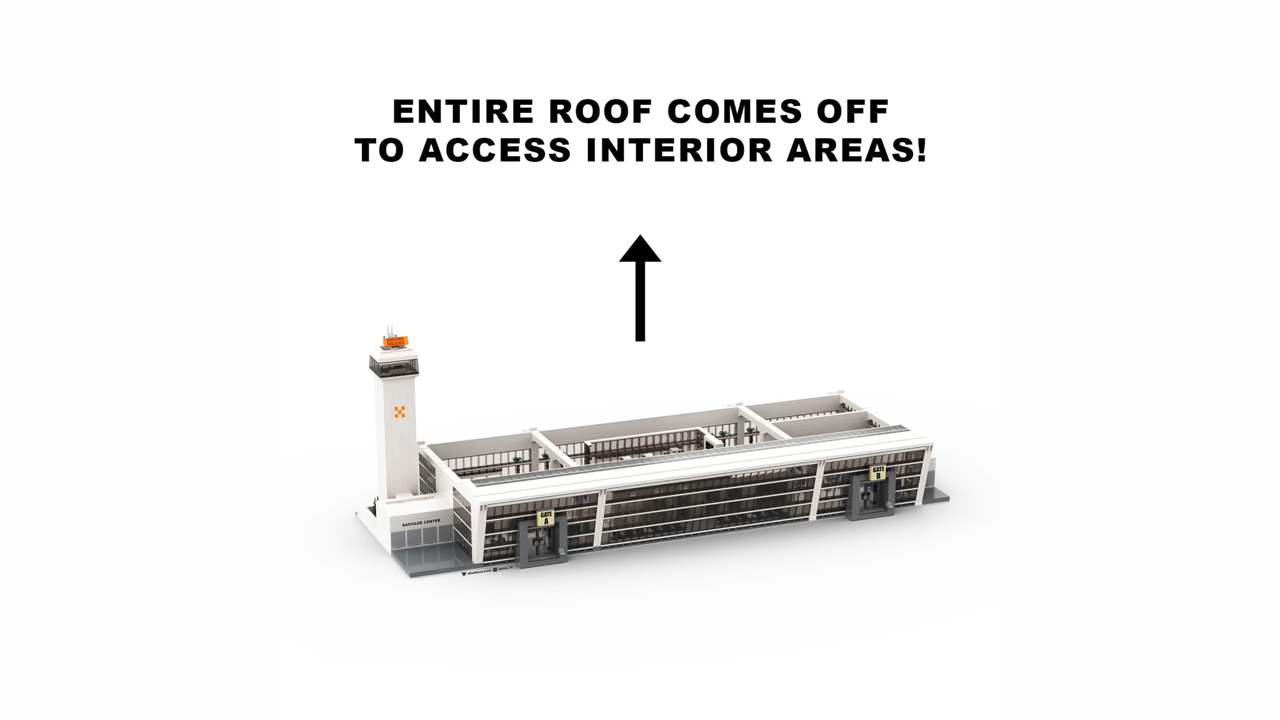 ENTIRE ROOF COMES OFF
TO ACCESS INTERIOR AREAS!
BAGGAGE CENTER
GATE
A
GATE
B